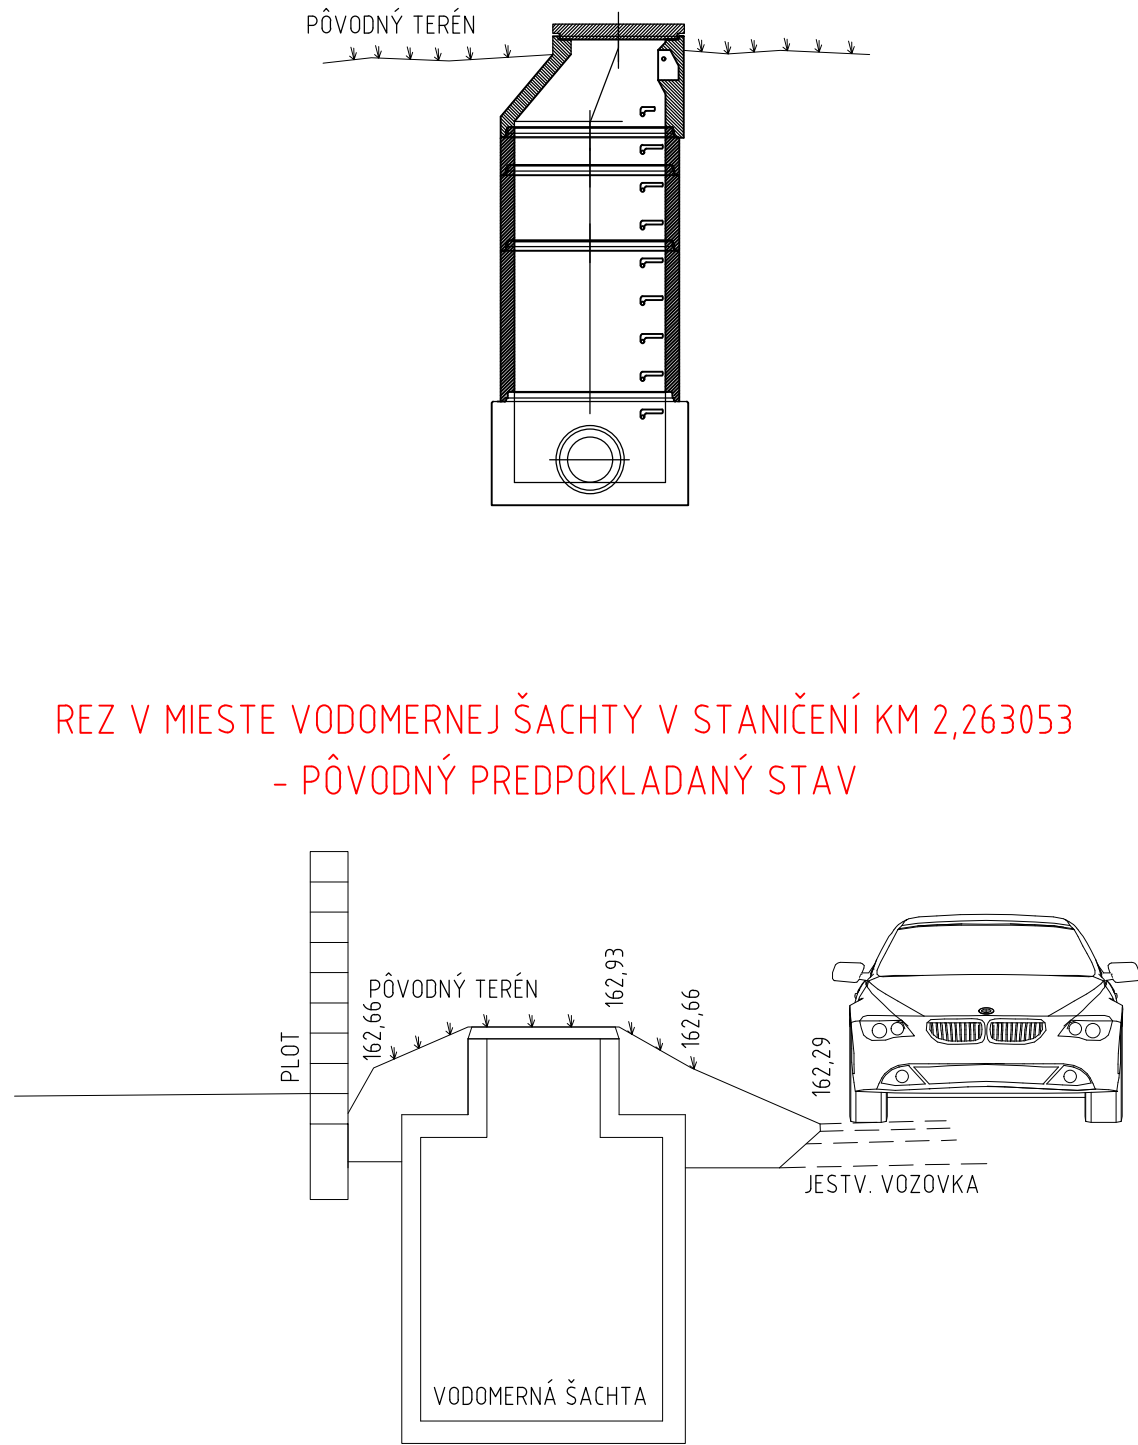 PÔVODNÝ TERÉN
REZ V MIESTE VODOMERNEJ ŠACHTY V STANIČENÍ KM 2,263053
- PÔVODNÝ PREDPOKLADANÝ STAV
PLOT
162,66
PÔVODNÝ TERÉN
162,93
162,66
162,29
JESTV. VOZOVKA
VODOMERNÁ ŠACHTA